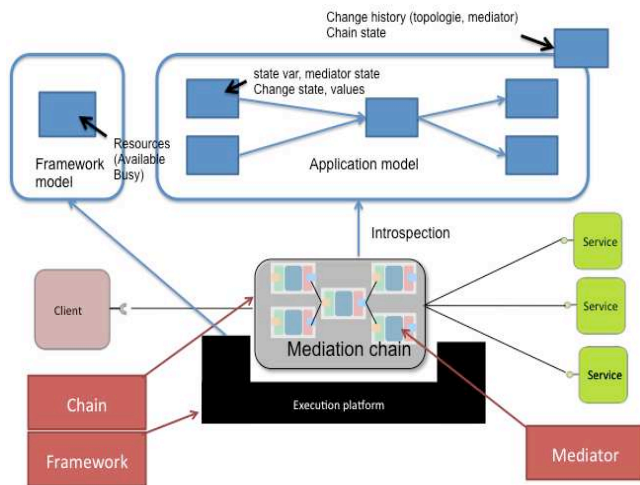 Change history (topologie, mediator)
Chain state
state var, mediator state
Change state, values
Resources
(Available
Busy)
Framework
model
Application model
Introspection
Service
Client
Service
Mediation chain
Service
Chain
Execution platform
Framework
Mediator